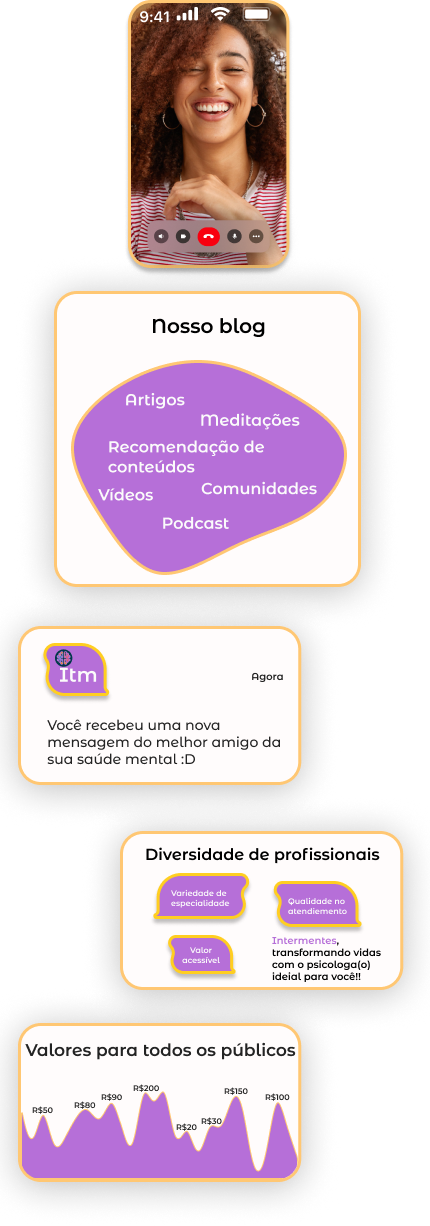 9:41
Nosso blog
Artigos
Meditações
Recomendação de
conteúdos
Vídeos
Comunidades
Podcast
Itm
Agora
Você recebeu uma nova
mensagem do melhor amigo da
sua saúde mental :D
Diversidade de profissionais
Variedade de
especialidade
Qualidade no
atendiemento
Valor
acessível
Intermentes,
transformando vidas
com o psicologa(o)
ideial para você!!
Valores para todos os públicos
R$50
R$80
R$90
R$200
R$20
R$30
R$150
R$100